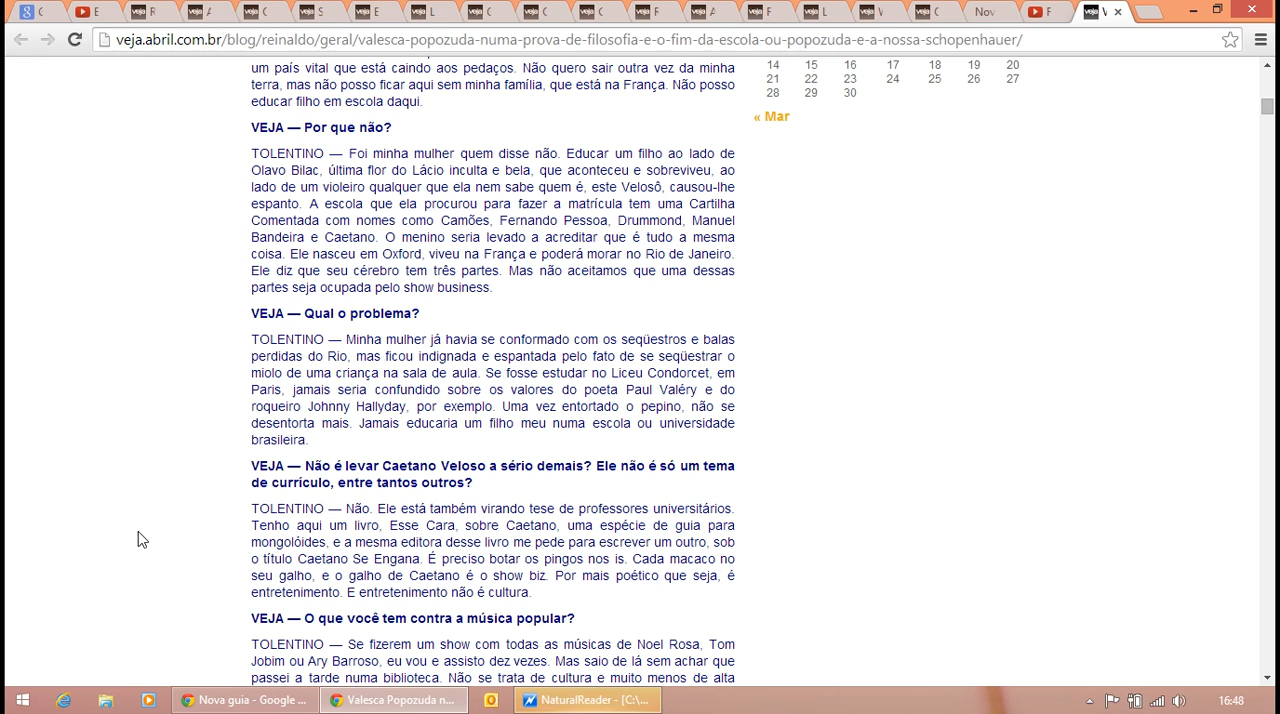 G
E
veja R
veja A
veja C
veja S
veja E
veja L
veja C
veja C
veja C
veja R
veja A
veja F
veja L
veja V
veja C
Nov
F
veja V
veja.abril.com.br/blog/reinaldo/geral/valesca-popozuda-numa-prova-de-filosofia-e-o-fim-da-escola-ou-popozuda-e-a-nossa-schopenhauer/
um país vital que está caindo aos pedaços. Não quero sair outra vez da minha
terra, mas não posso ficar aqui sem minha família, que está na França. Não posso
educar filho em escola daqui.
VEJA — Por que não?
TOLENTINO — Foi minha mulher quem disse não. Educar um filho ao lado de
Olavo Bilac, última flor do Lácio inculta e bela, que aconteceu e sobreviveu, ao
lado de um violeiro qualquer que ela nem sabe quem é, este Velosô, causou-lhe
espanto. A escola que ela procurou para fazer a matrícula tem uma Cartilha
Comentada com nomes como Camões, Fernando Pessoa, Drummond, Manuel
Bandeira e Caetano. O menino seria levado a acreditar que é tudo a mesma
coisa. Ele nasceu em Oxford, viveu na França e poderá morar no Rio de Janeiro.
Ele diz que seu cérebro tem três partes. Mas não aceitamos que uma dessas
partes seja ocupada pelo show business.
VEJA — Qual o problema?
TOLENTINO — Minha mulher já havia se conformado com os seqüestros e balas
perdidas do Rio, mas ficou indignada e espantada pelo fato de se seqüestrar o
miolo de uma criança na sala de aula. Se fosse estudar no Liceu Condorcet, em
Paris, jamais seria confundido sobre os valores do poeta Paul Valéry e do
roqueiro Johnny Hallyday, por exemplo. Uma vez entortado o pepino, não se
desentorta mais. Jamais educaria um filho meu numa escola ou universidade
brasileira.
VEJA — Não é levar Caetano Veloso a sério demais? Ele não é só um tema
de currículo, entre tantos outros?
TOLENTINO — Não. Ele está também virando tese de professores universitários.
Tenho aqui um livro, Esse Cara, sobre Caetano, uma espécie de guia para
mongolóides, e a mesma editora desse livro me pede para escrever um outro, sob
o título Caetano Se Engana. É preciso botar os pingos nos is. Cada macaco no
seu galho, e o galho de Caetano é o show biz. Por mais poético que seja, é
entretenimento. E entretenimento não é cultura.
VEJA — O que você tem contra a música popular?
TOLENTINO — Se fizerem um show com todas as músicas de Noel Rosa, Tom
Jobim ou Ary Barroso, eu vou e assisto dez vezes. Mas saio de lá sem achar que
passei a tarde numa biblioteca. Não se trata de cultura e muito menos de alta
14 15 16 17 18 19 20
21 22 23 24 25 26 27
28 29 30
« Mar
Nova guia - Google ...
Valesca Popozuda n...
NaturalReader - [C:\...
16:48